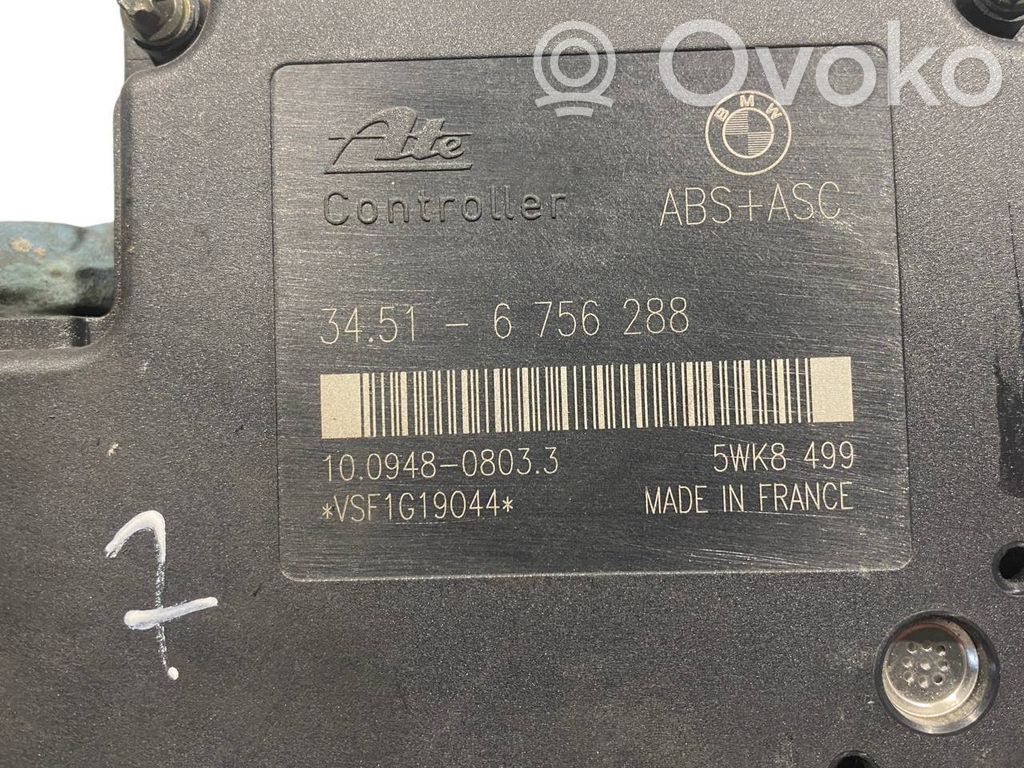 Ovoko
BMW
Ate
Controller
ABS+ASC
34.51 - 6 756 288
10.0948-0803.3
5WK8 499
*VSF1G19044*
MADE IN FRANCE
7.